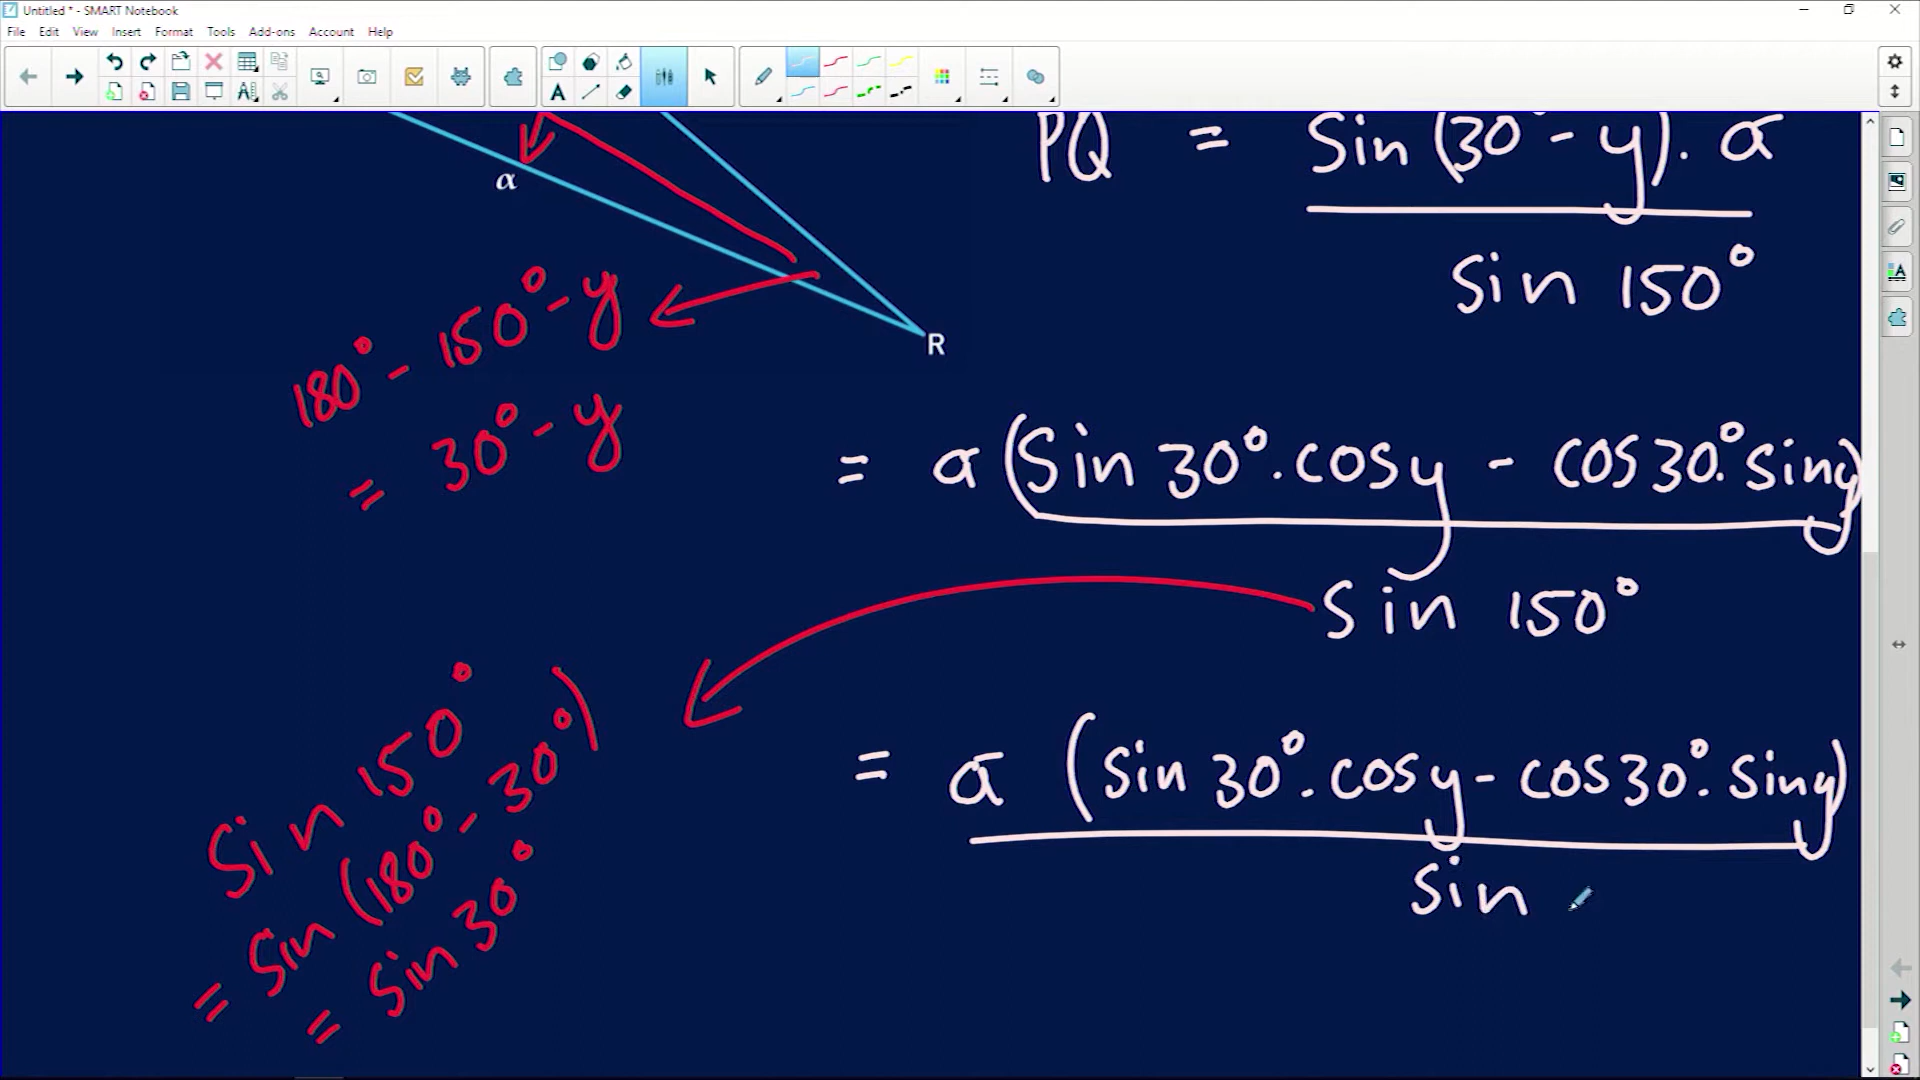 Untitled * - SMART Notebook
File Edit View Insert Format Tools Add-ons Account Help
α
R
180° - 150° - y
= 30° - y
PQ = Sin (30° - y) . a
Sin 150°
= a (Sin 30° . cos y - cos 30° . sin y)
Sin 150°
= a (sin 30° . cos y - cos 30° . sin y)
sin
Sin 150°
= Sin (180° - 30°)
= Sin 30°